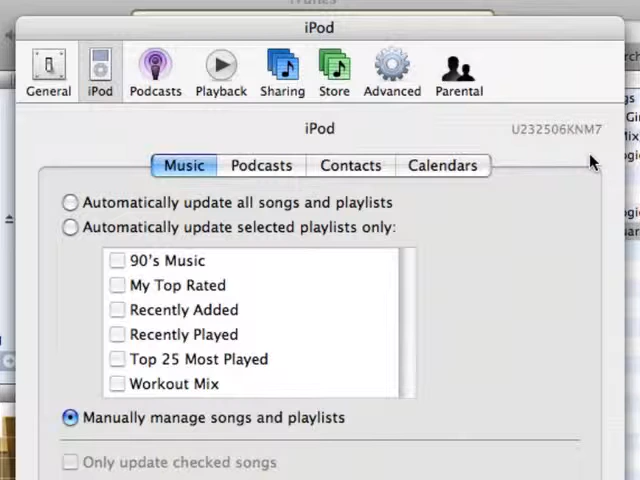 iTunes
iPod
General
iPod
Podcasts
Playback
Sharing
Store
Advanced
Parental
iPod
U232506KNM7
Music
Podcasts
Contacts
Calendars
Automatically update all songs and playlists
Automatically update selected playlists only:
90's Music
My Top Rated
Recently Added
Recently Played
Top 25 Most Played
Workout Mix
Manually manage songs and playlists
Only update checked songs